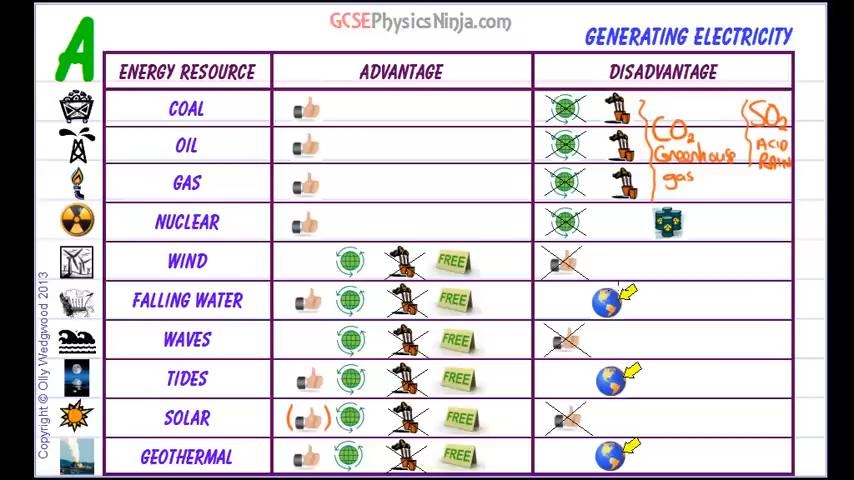 GCSEPhysicsNinja.com
A
GENERATING ELECTRICITY
ENERGY RESOURCE
ADVANTAGE
DISADVANTAGE
COAL
OIL
GAS
NUCLEAR
WIND
FREE
FALLING WATER
FREE
WAVES
FREE
TIDES
FREE
SOLAR
FREE
GEOTHERMAL
FREE
CO2
Greenhouse
gas
SO2
ACID
RAIN
Copyright © Olly Wedgwood 2013